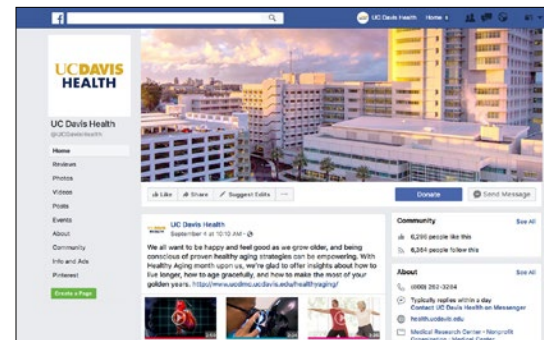 UC Davis Health Home
UCDAVIS
HEALTH
UC Davis Health
@UCDavisHealth
Home
Reviews
Photos
Videos
Posts
Events
About
Community
Info and Ads
Pinterest
Create a Page
Like Share Suggest Edits ...
Donate
Send Message
UC Davis Health
September 4 at 10:10 AM
We all want to be happy and feel good as we grow older, and being
conscious of proven healthy aging strategies can be empowering. With
Healthy Aging month upon us, we're glad to offer insights about how to
live longer, how to age gracefully, and how to make the most of your
golden years. http://www.ucdmc.ucdavis.edu/healthyaging/
Community See All
6,296 people like this
6,384 people follow this
About See All
(800) 282-3284
Typically replies within a day
Contact UC Davis Health on Messenger
health.ucdavis.edu
Medical Research Center · Nonprofit
Organization · Medical Center